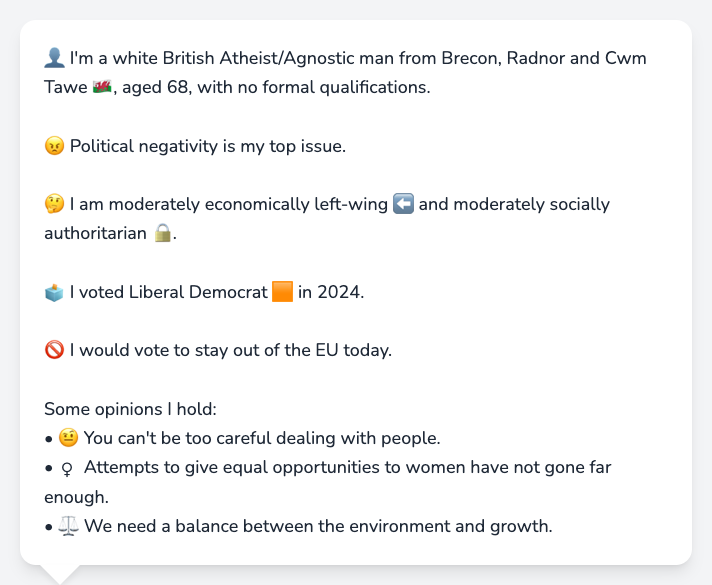 👤 I'm a white British Atheist/Agnostic man from Brecon, Radnor and Cwm
Tawe 🏴󠁧󠁢󠁷󠁬󠁳󠁿, aged 68, with no formal qualifications.
😠 Political negativity is my top issue.
🤔 I am moderately economically left-wing ⬅️ and moderately socially
authoritarian 🔒.
🗳️ I voted Liberal Democrat 🟧 in 2024.
🚫 I would vote to stay out of the EU today.
Some opinions I hold:
• 🤨 You can't be too careful dealing with people.
• ♀ Attempts to give equal opportunities to women have not gone far
enough.
• ⚖️ We need a balance between the environment and growth.